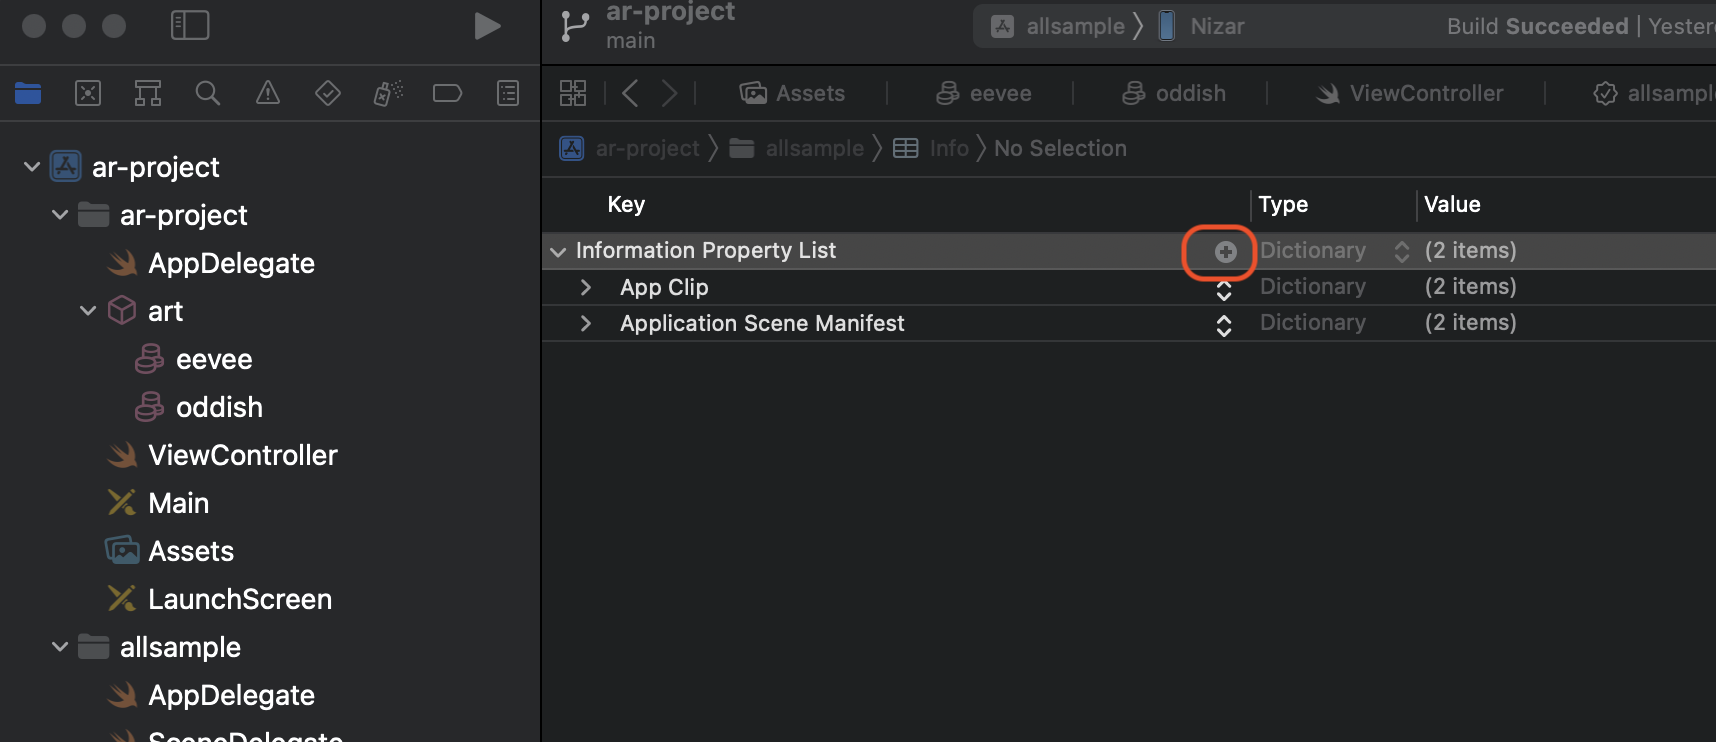 ar-project
main
allsample
Nizar
Build Succeeded |
Assets
eevee
oddish
ViewController
ar-project
allsample
Info
No Selection
Key
Type
Value
Information Property List
Dictionary
(2 items)
App Clip
Dictionary
(2 items)
Application Scene Manifest
Dictionary
(2 items)
ar-project
ar-project
AppDelegate
art
eevee
oddish
ViewController
Main
Assets
LaunchScreen
allsample
AppDelegate